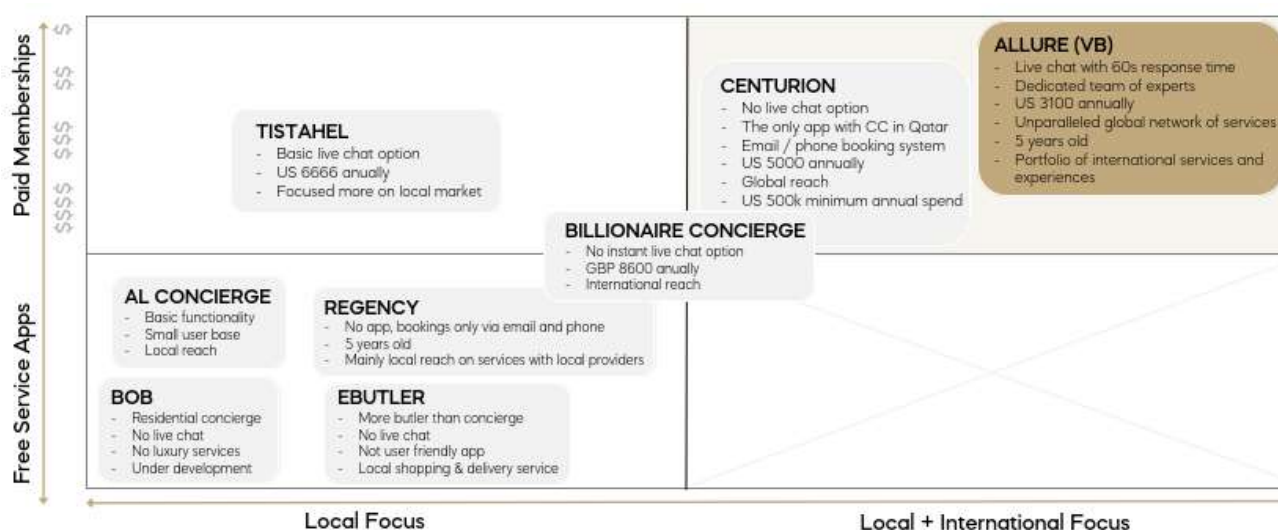 Paid Memberships
Free Service Apps
$
$$
$$$
$$$$
TISTAHEL
- Basic live chat option
- US 6666 anually
- Focused more on local market
CENTURION
- No live chat option
- The only app with CC in Qatar
- Email / phone booking system
- US 5000 annually
- Global reach
- US 500k minimum annual spend
ALLURE (VB)
- Live chat with 60s response time
- Dedicated team of experts
- US 3100 annually
- Unparalleled global network of services
- 5 years old
- Portfolio of international services and
experiences
BILLIONAIRE CONCIERGE
- No instant live chat option
- GBP 8600 anually
- International reach
AL CONCIERGE
- Basic functionality
- Small user base
- Local reach
REGENCY
- No app, bookings only via email and phone
- 5 years old
- Mainly local reach on services with local providers
BOB
- Residential concierge
- No live chat
- No luxury services
- Under development
EBUTLER
- More butler than concierge
- No live chat
- Not user friendly app
- Local shopping & delivery service
Local Focus
Local + International Focus